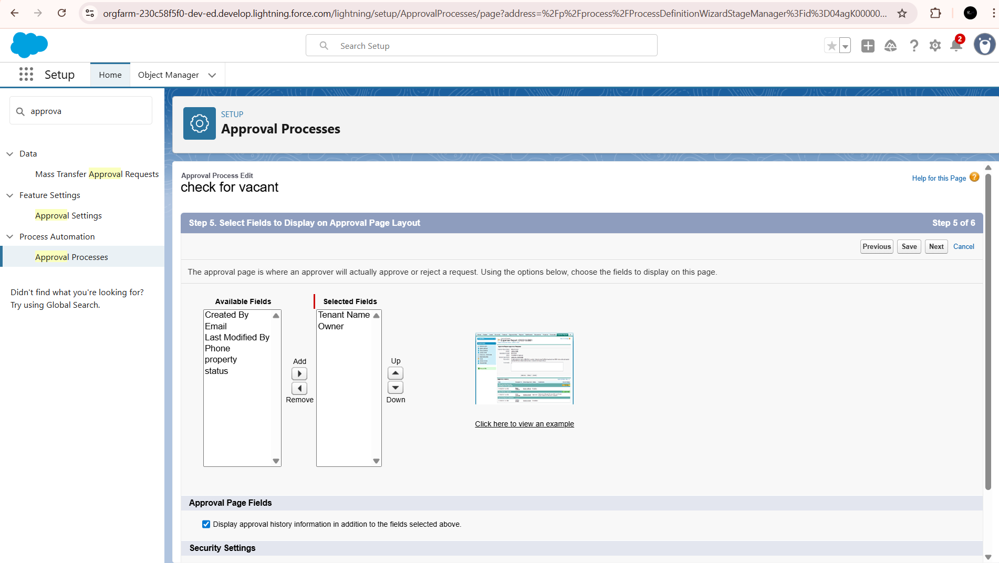 orgfarm-230c58f5f0-dev-ed.develop.lightning.force.com/lightning/setup/ApprovalProcesses/page?address=%2Fp%2Fprocess%2FProcessDefinitionWizardStageManager%3Fid%3D04agK00000...
Search Setup
2
Setup
Home
Object Manager
approva
Data
Mass Transfer Approval Requests
Feature Settings
Approval Settings
Process Automation
Approval Processes
Didn't find what you're looking for?
Try using Global Search.
SETUP
Approval Processes
Approval Process Edit
check for vacant
Help for this Page ?
Step 5. Select Fields to Display on Approval Page Layout
Step 5 of 6
Previous Save Next Cancel
The approval page is where an approver will actually approve or reject a request. Using the options below, choose the fields to display on this page.
Available Fields
Created By
Email
Last Modified By
Phone
property
status
Add
Remove
Selected Fields
Tenant Name
Owner
Up
Down
Click here to view an example
Approval Page Fields
Display approval history information in addition to the fields selected above.
Security Settings